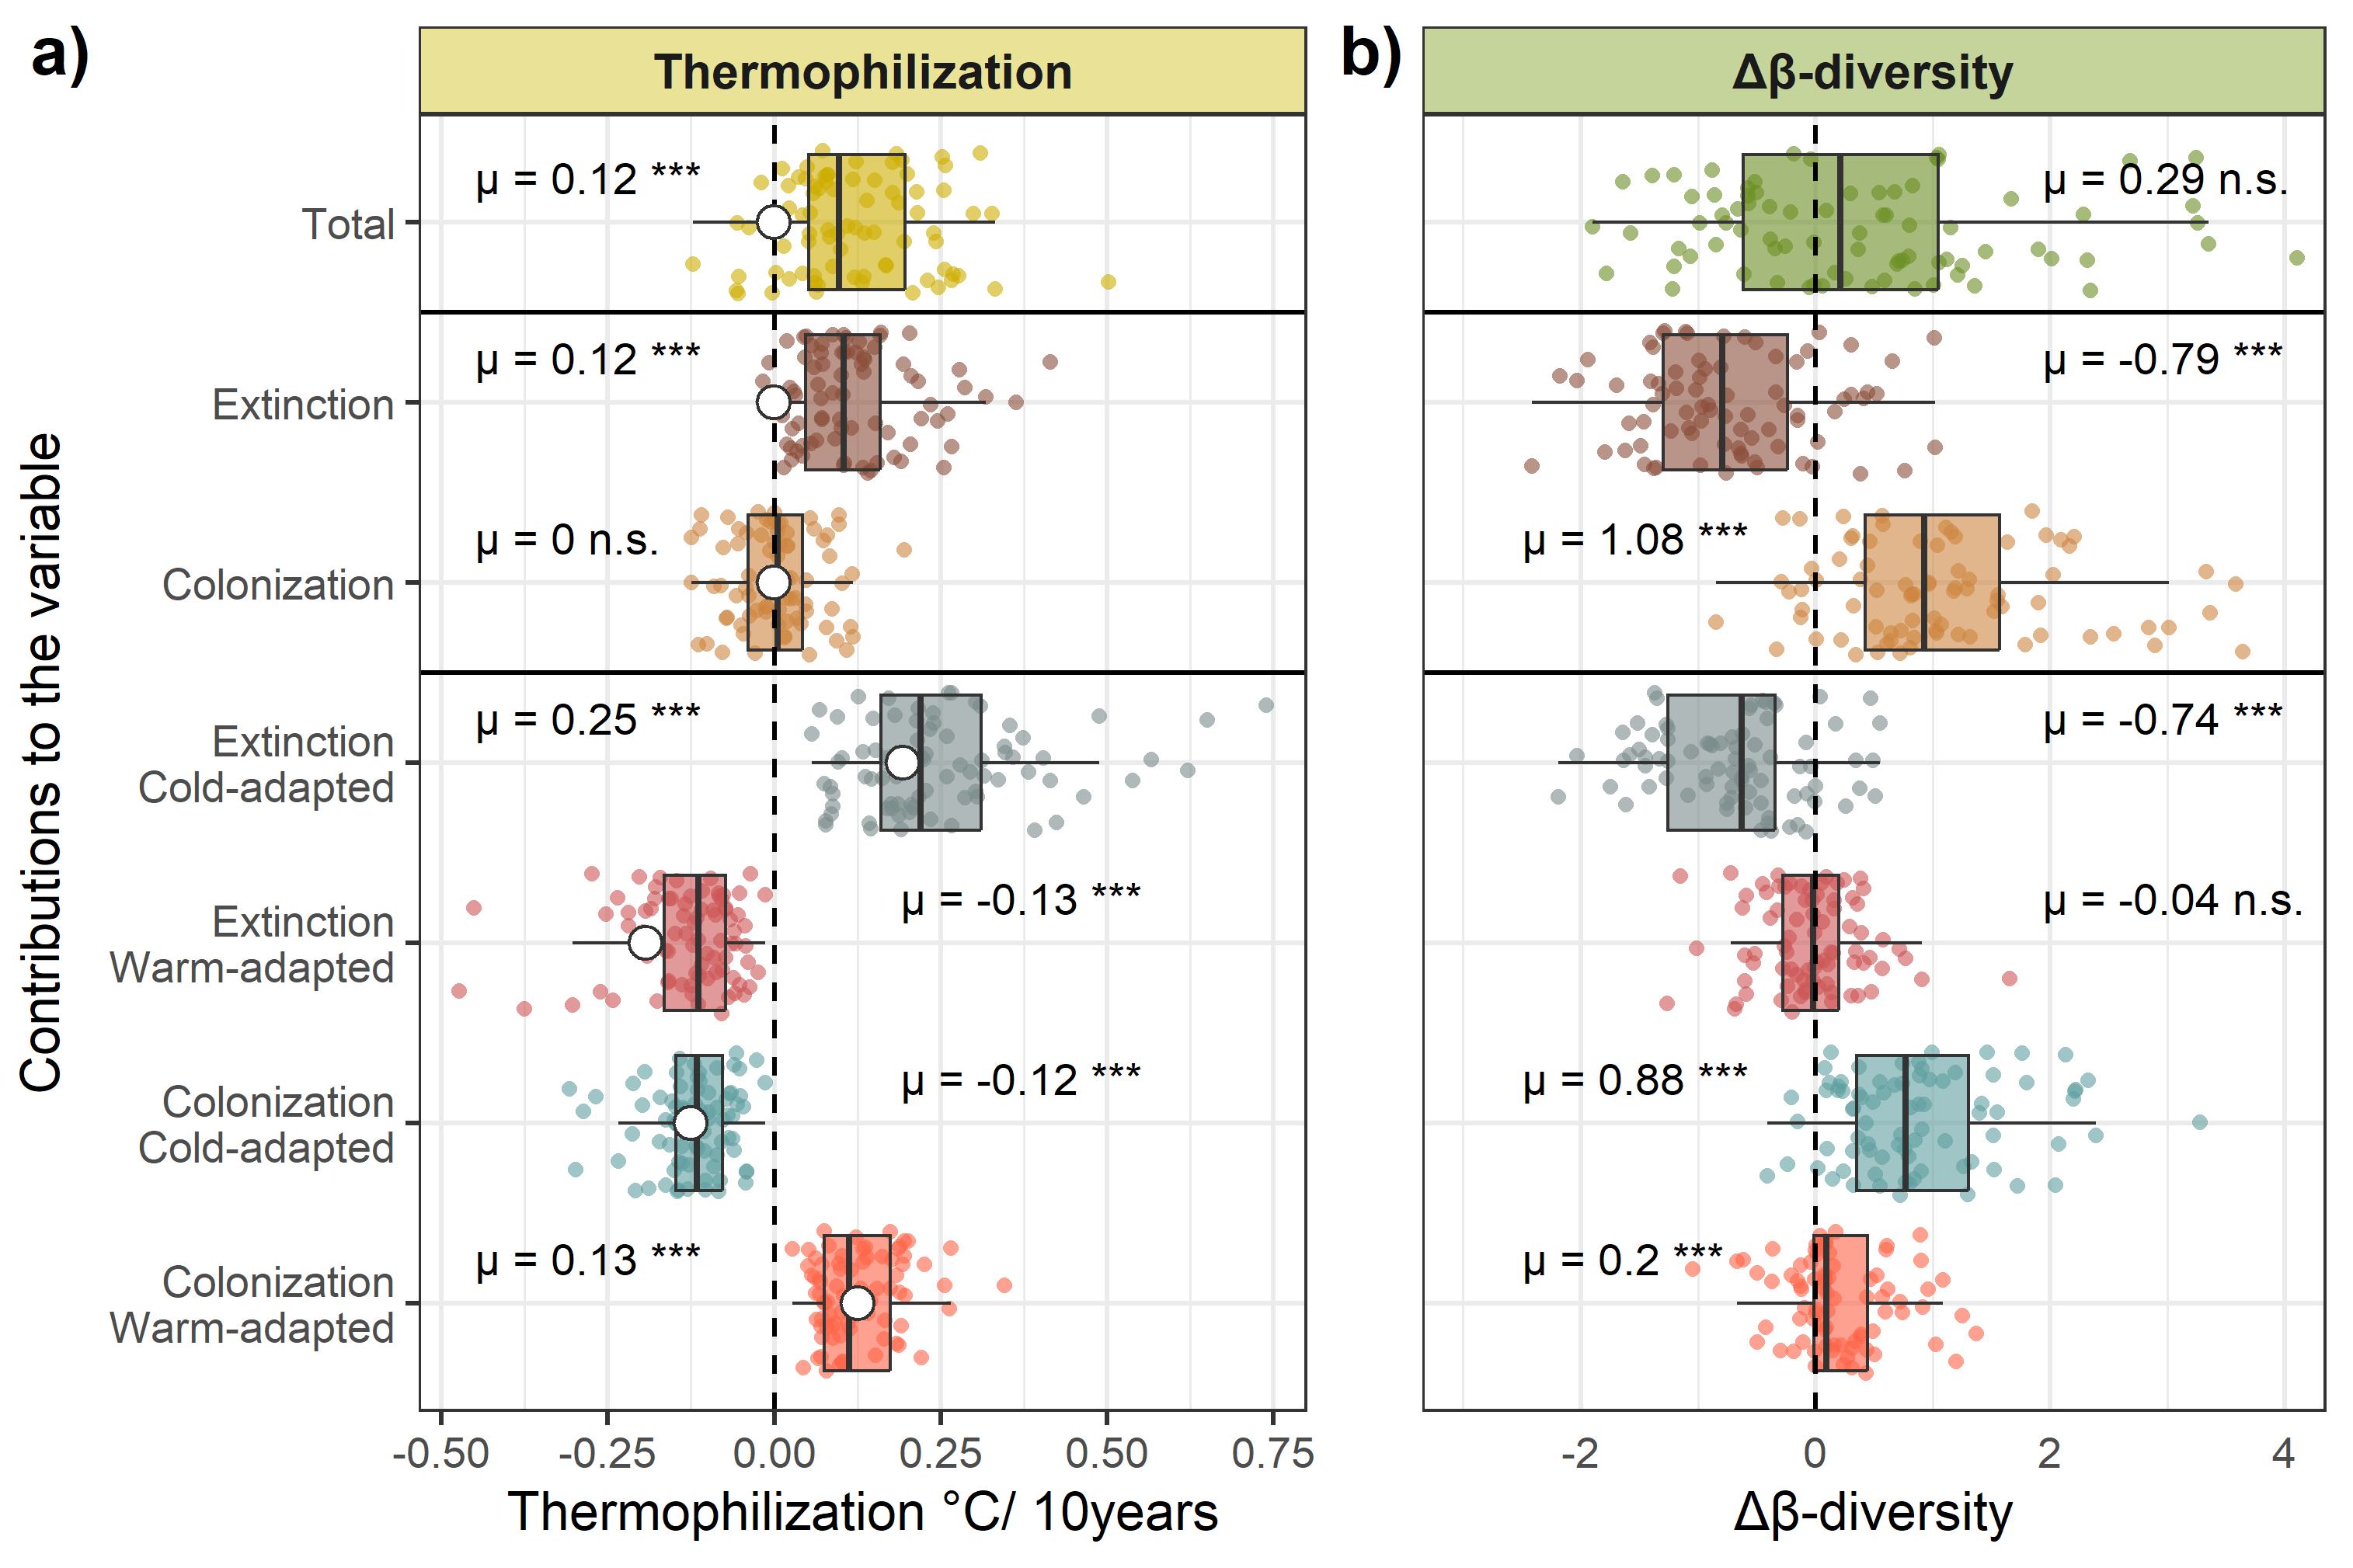 a)
Thermophilization
b)
Δβ-diversity
Contributions to the variable
Total
μ = 0.12 ***
μ = 0.29 n.s.
Extinction
μ = 0.12 ***
μ = -0.79 ***
Colonization
μ = 0 n.s.
μ = 1.08 ***
Extinction
Cold-adapted
μ = 0.25 ***
μ = -0.74 ***
Extinction
Warm-adapted
μ = -0.13 ***
μ = -0.04 n.s.
Colonization
Cold-adapted
μ = -0.12 ***
μ = 0.88 ***
Colonization
Warm-adapted
μ = 0.13 ***
μ = 0.2 ***
-0.50 -0.25 0.00 0.25 0.50 0.75
-2 0 2 4
Thermophilization °C/ 10years
Δβ-diversity